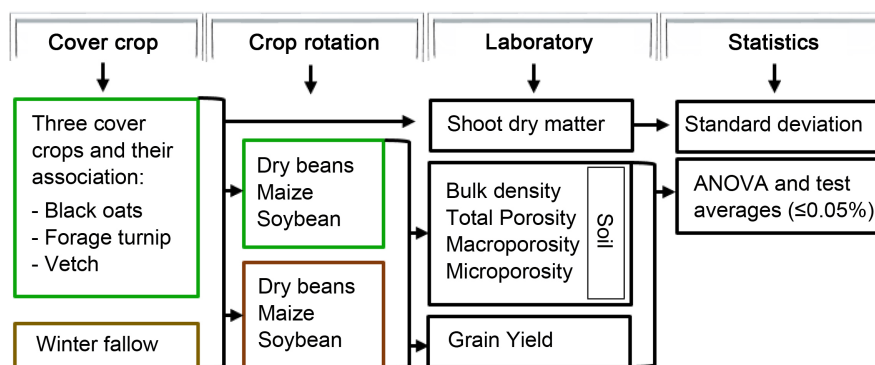 Cover crop
Crop rotation
Laboratory
Statistics
Three cover
crops and their
association:
- Black oats
- Forage turnip
- Vetch
Winter fallow
Dry beans
Maize
Soybean
Dry beans
Maize
Soybean
Shoot dry matter
Bulk density
Total Porosity
Macroporosity
Microporosity
Soil
Grain Yield
Standard deviation
ANOVA and test
averages (≤0.05%)